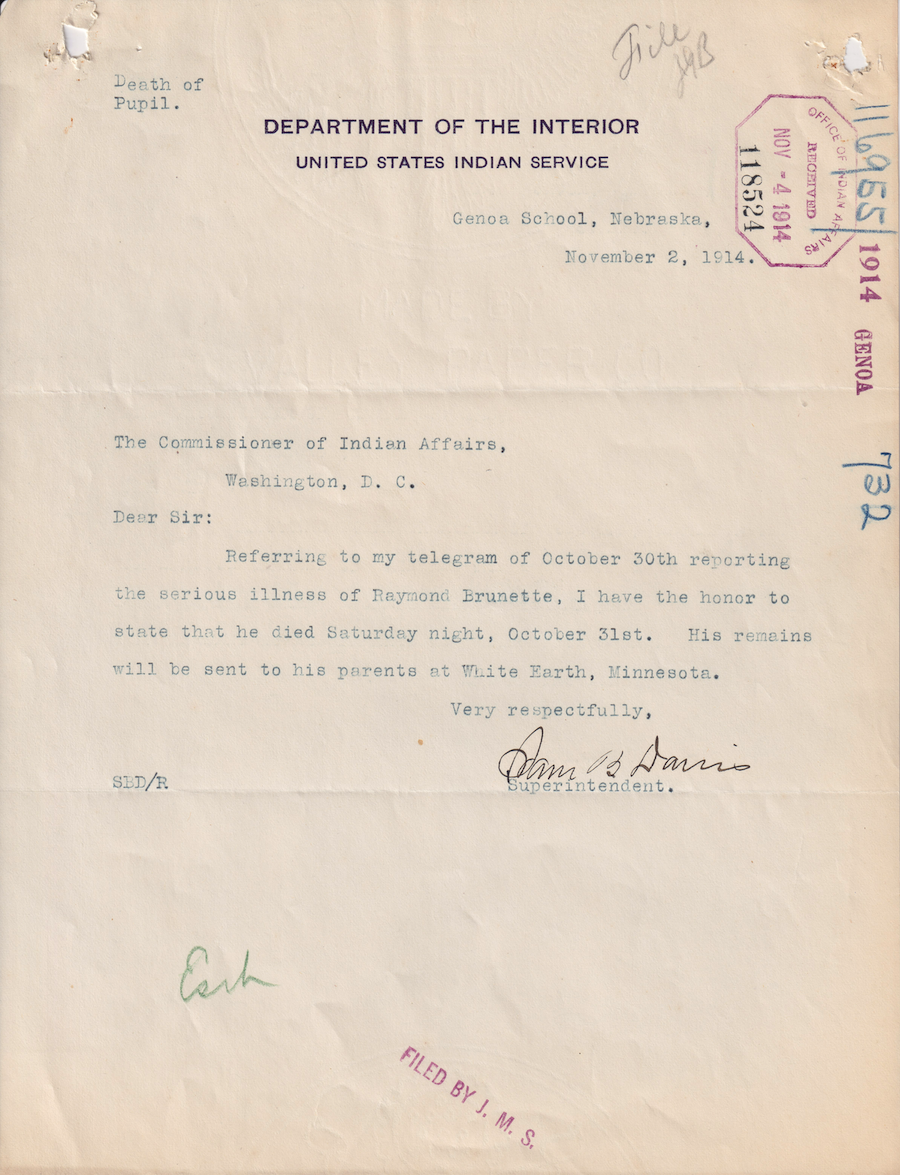 File
JGB
Death of
Pupil.
DEPARTMENT OF THE INTERIOR
UNITED STATES INDIAN SERVICE
OFFICE OF INDIAN AFFAIRS
RECEIVED
NOV -4 1914
118524
116955
1914 GENOA
732
Genoa School, Nebraska,
November 2, 1914.
The Commissioner of Indian Affairs,
Washington, D. C.
Dear Sir:
Referring to my telegram of October 30th reporting
the serious illness of Raymond Brunette, I have the honor to
state that he died Saturday night, October 31st. His remains
will be sent to his parents at White Earth, Minnesota.
Very respectfully,
Sam B Davis
SBD/R
Superintendent.
FILED BY J. M. S.